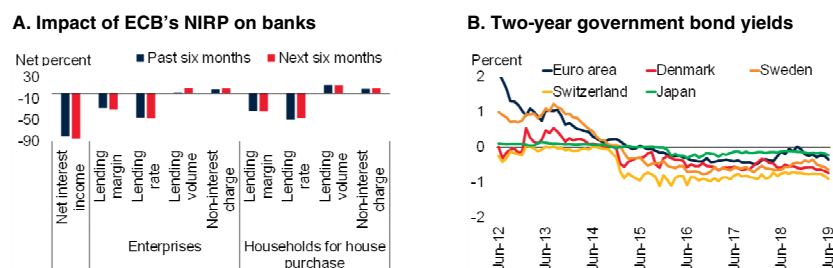 A. Impact of ECB's NIRP on banks
Net percent
Past six months
Next six months
30
-10
-50
-90
Net interest
income
Lending
margin
Lending
rate
Lending
volume
Non-interest
charge
Lending
margin
Lending
rate
Lending
volume
Non-interest
charge
Enterprises
Households for house
purchase
B. Two-year government bond yields
Percent
Euro area
Denmark
Sweden
Switzerland
Japan
2
1
0
-1
-2
Jun-12
Jun-13
Jun-14
Jun-15
Jun-16
Jun-17
Jun-18
Jun-19